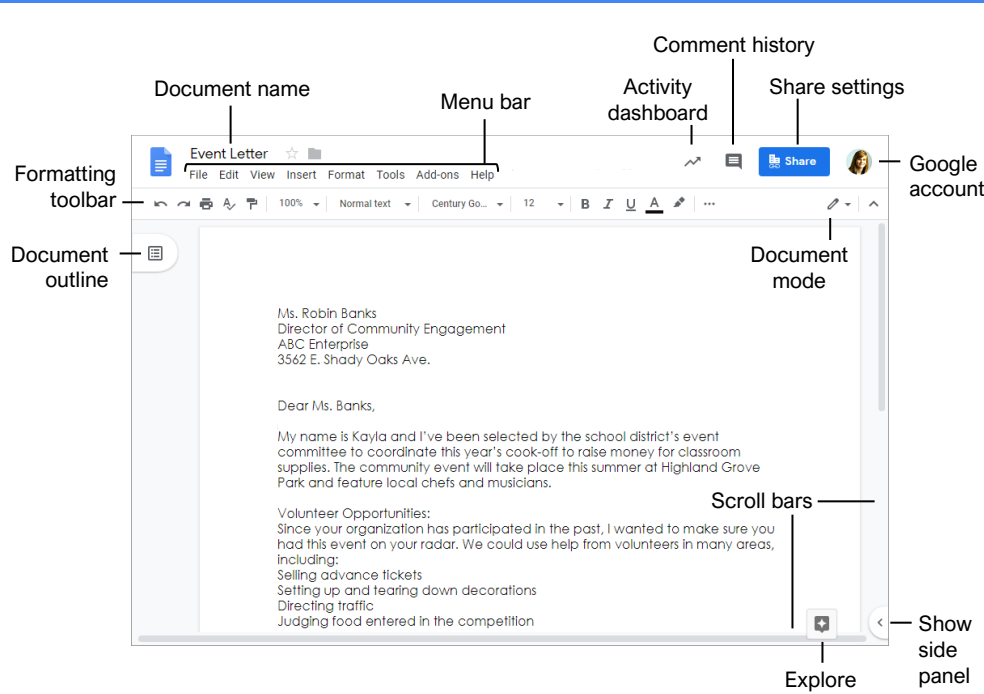 Comment history
Document name
Activity
dashboard
Share settings
Menu bar
Event Letter
Share
Google
account
File Edit View Insert Format Tools Add-ons Help
Formatting
toolbar
100% Normal text Century Go... 12 B I U A ...
Document
outline
Document
mode
Ms. Robin Banks
Director of Community Engagement
ABC Enterprise
3562 E. Shady Oaks Ave.
Dear Ms. Banks,
My name is Kayla and I've been selected by the school district's event
committee to coordinate this year's cook-off to raise money for classroom
supplies. The community event will take place this summer at Highland Grove
Park and feature local chefs and musicians.
Scroll bars
Volunteer Opportunities:
Since your organization has participated in the past, I wanted to make sure you
had this event on your radar. We could use help from volunteers in many areas,
including:
Selling advance tickets
Setting up and tearing down decorations
Directing traffic
Judging food entered in the competition
Show
side
panel
Explore